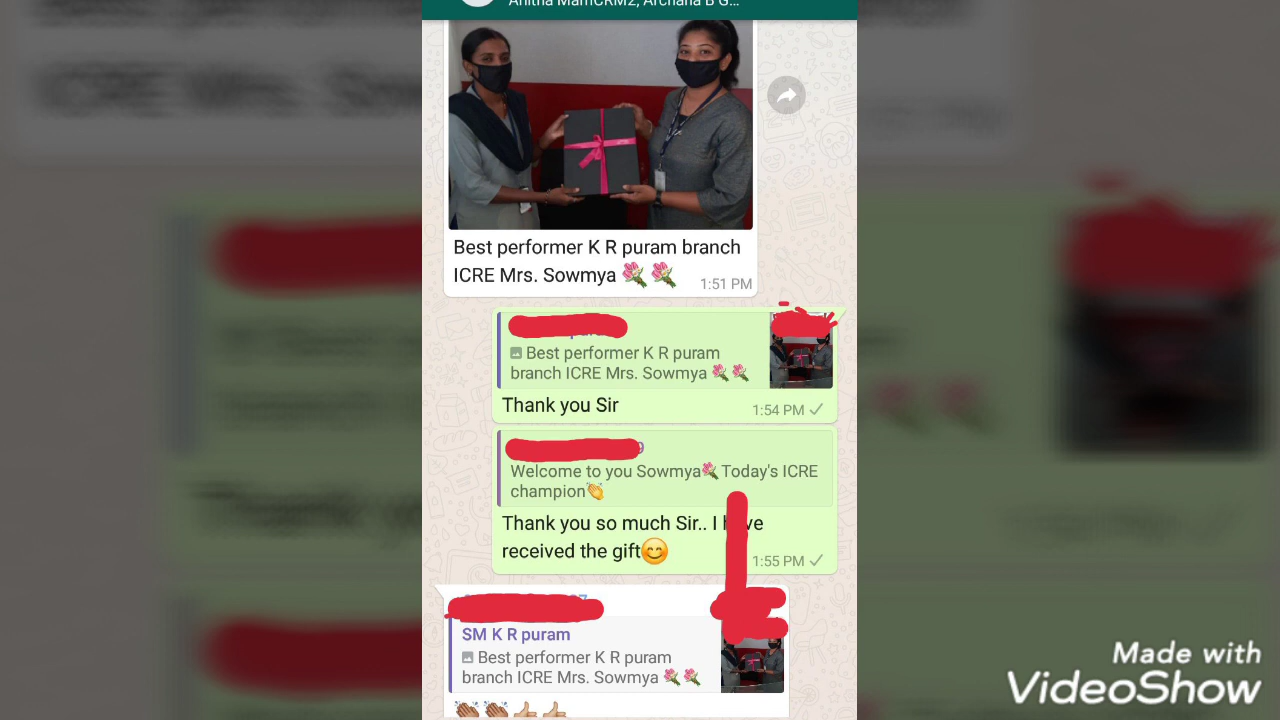 Anitha MamCRM2, Archana B G...
Best performer K R puram branch
ICRE Mrs. Sowmya 💐 💐
1:51 PM
Best performer K R puram
branch ICRE Mrs. Sowmya 💐💐
Thank you Sir
1:54 PM
Welcome to you Sowmya💐Today's ICRE
champion👏
Thank you so much Sir.. I
received the gift😊
1:55 PM
SM K R puram
Best performer K R puram
branch ICRE Mrs. Sowmya 💐💐
👏🏽👏🏽👍🏼👍🏼
Made with
VideoShow